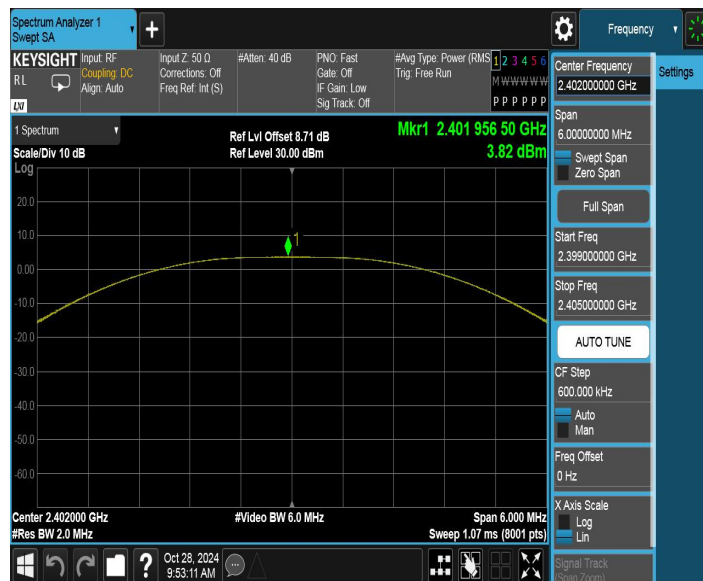 Spectrum Analyzer 1
Swept SA
+
Frequency
KEYSIGHT
RL
LXI
Input: RF
Coupling: DC
Align: Auto
Input Z: 50 Ω
Corrections: Off
Freq Ref: Int (S)
#Atten: 40 dB
PNO: Fast
Gate: Off
IF Gain: Low
Sig Track: Off
#Avg Type: Power (RMS
Trig: Free Run
1 2 3 4 5 6
M W W W W W
P P P P P P
1 Spectrum
Scale/Div 10 dB
Ref Lvl Offset 8.71 dB
Ref Level 30.00 dBm
Mkr1 2.401 956 50 GHz
3.82 dBm
Log
20.0
10.0
0.00
-10.0
-20.0
-30.0
-40.0
-50.0
-60.0
1
Center 2.402000 GHz
#Res BW 2.0 MHz
#Video BW 6.0 MHz
Span 6.000 MHz
Sweep 1.07 ms (8001 pts)
Center Frequency
2.402000000 GHz
Settings
Span
6.00000000 MHz
Swept Span
Zero Span
Full Span
Start Freq
2.399000000 GHz
Stop Freq
2.405000000 GHz
AUTO TUNE
CF Step
600.000 kHz
Auto
Man
Freq Offset
0 Hz
X Axis Scale
Log
Lin
Signal Track
(Span Zoom)
?
Oct 28, 2024
9:53:11 AM